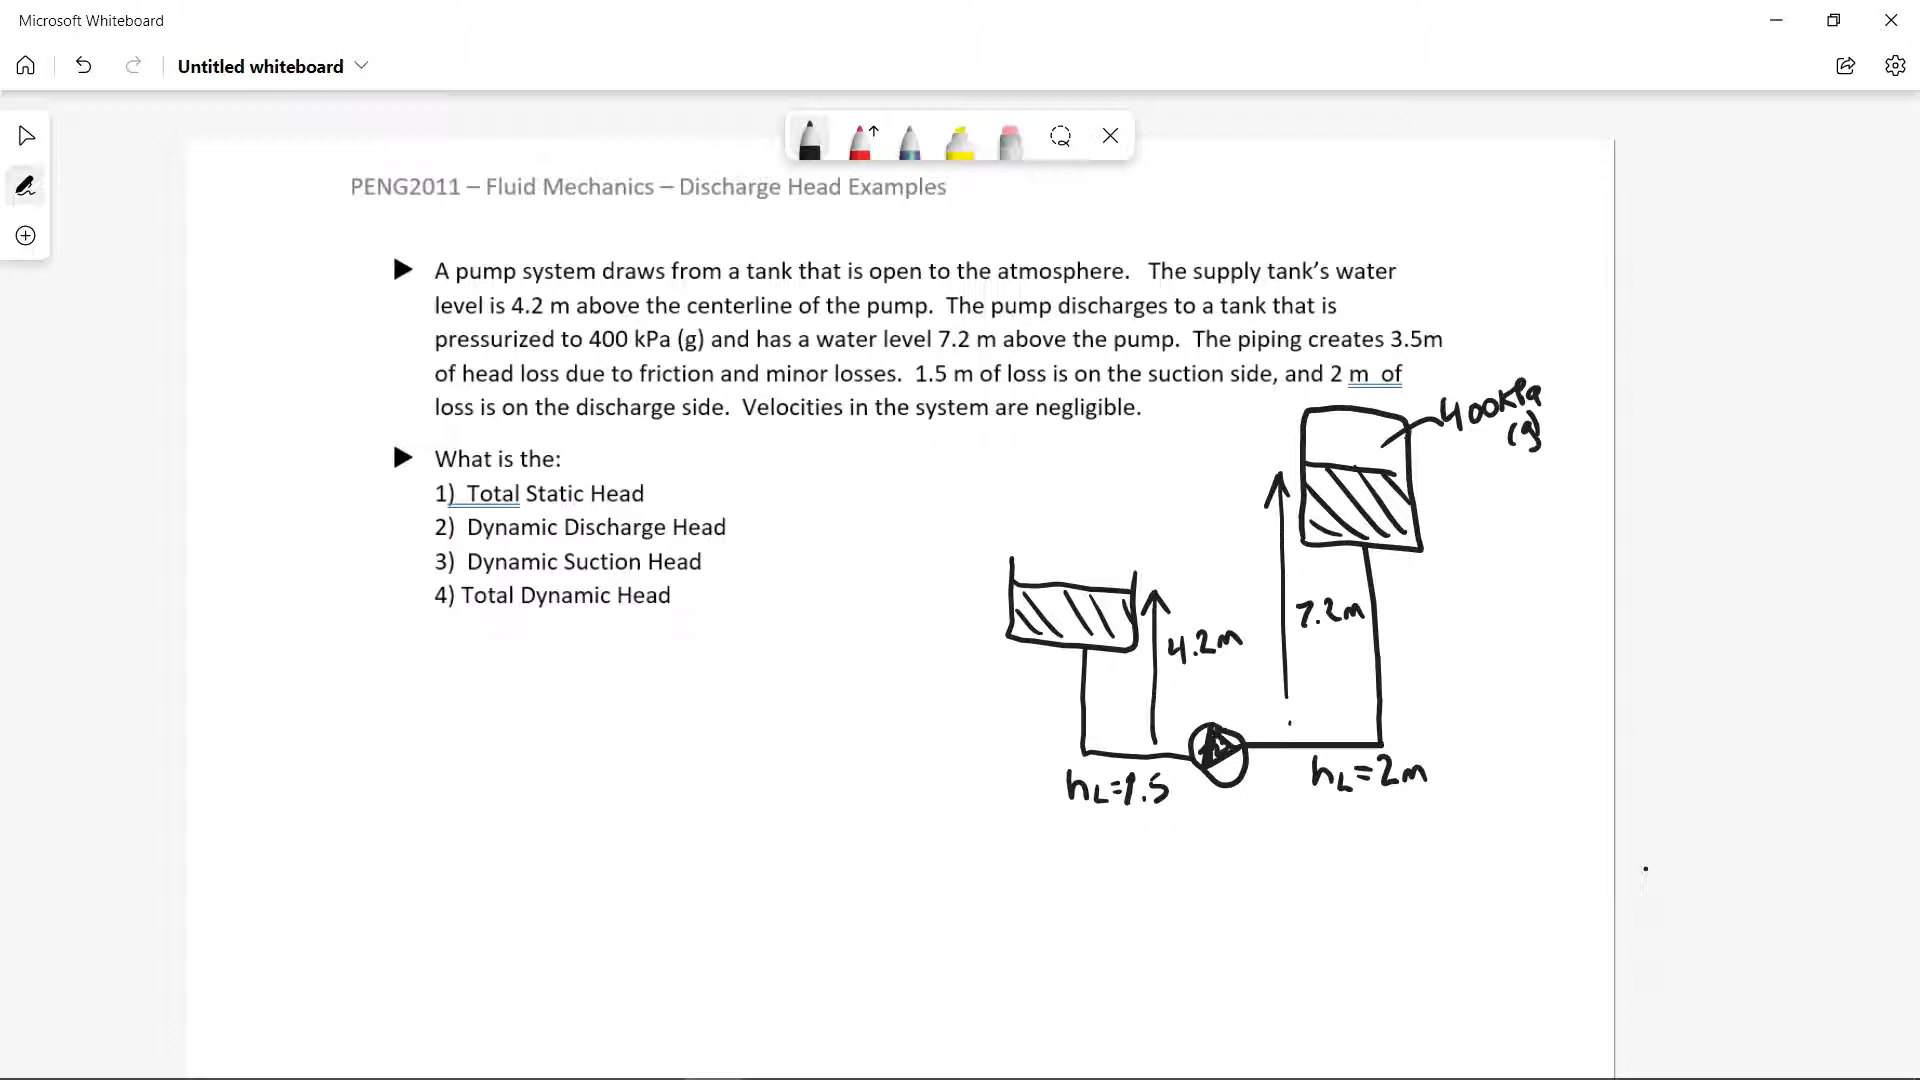 Microsoft Whiteboard
Untitled whiteboard
PENG2011 – Fluid Mechanics – Discharge Head Examples
A pump system draws from a tank that is open to the atmosphere. The supply tank's water
level is 4.2 m above the centerline of the pump. The pump discharges to a tank that is
pressurized to 400 kPa (g) and has a water level 7.2 m above the pump. The piping creates 3.5m
of head loss due to friction and minor losses. 1.5 m of loss is on the suction side, and 2 m of
loss is on the discharge side. Velocities in the system are negligible.
400kPa
(g)
What is the:
1) Total Static Head
2) Dynamic Discharge Head
3) Dynamic Suction Head
4) Total Dynamic Head
7.2m
4.2m
hL=1.5
hL=2m